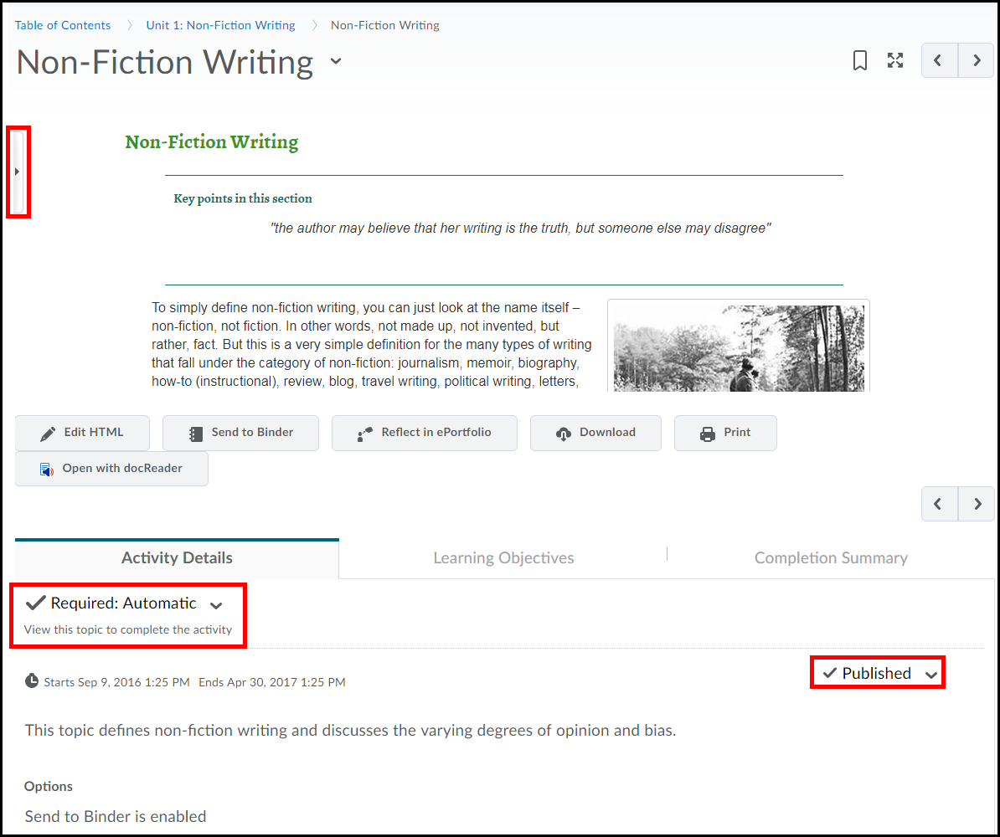 Table of Contents > Unit 1: Non-Fiction Writing > Non-Fiction Writing
Non-Fiction Writing
Non-Fiction Writing
Key points in this section
"the author may believe that her writing is the truth, but someone else may disagree"
To simply define non-fiction writing, you can just look at the name itself –
non-fiction, not fiction. In other words, not made up, not invented, but
rather, fact. But this is a very simple definition for the many types of writing
that fall under the category of non-fiction: journalism, memoir, biography,
how-to (instructional), review, blog, travel writing, political writing, letters,
Edit HTML
Send to Binder
Reflect in ePortfolio
Download
Print
Open with docReader
Activity Details
Learning Objectives
Completion Summary
Required: Automatic
View this topic to complete the activity
Published
Starts Sep 9, 2016 1:25 PM Ends Apr 30, 2017 1:25 PM
This topic defines non-fiction writing and discusses the varying degrees of opinion and bias.
Options
Send to Binder is enabled